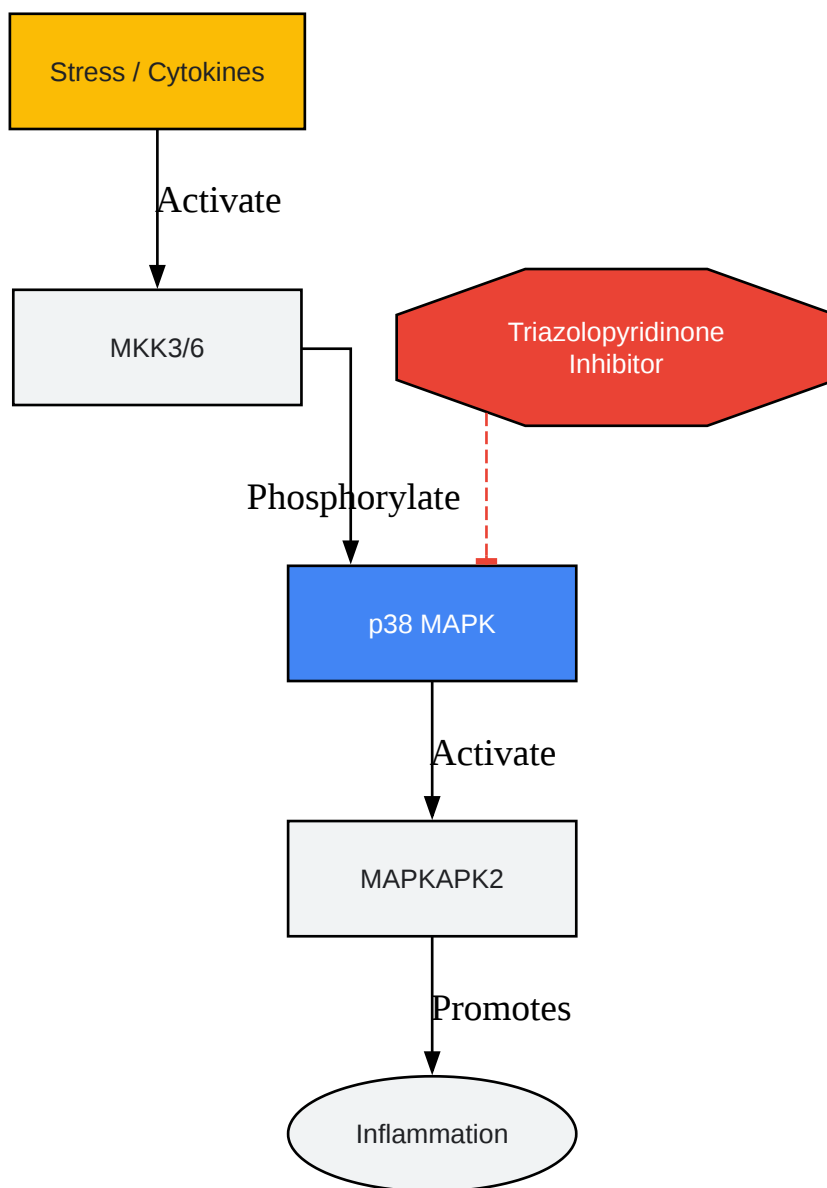 Stress / Cytokines
Activate
MKK3/6
Triazolopyridinone
Inhibitor
Phosphorylate
p38 MAPK
Activate
MAPKAPK2
Promotes
Inflammation